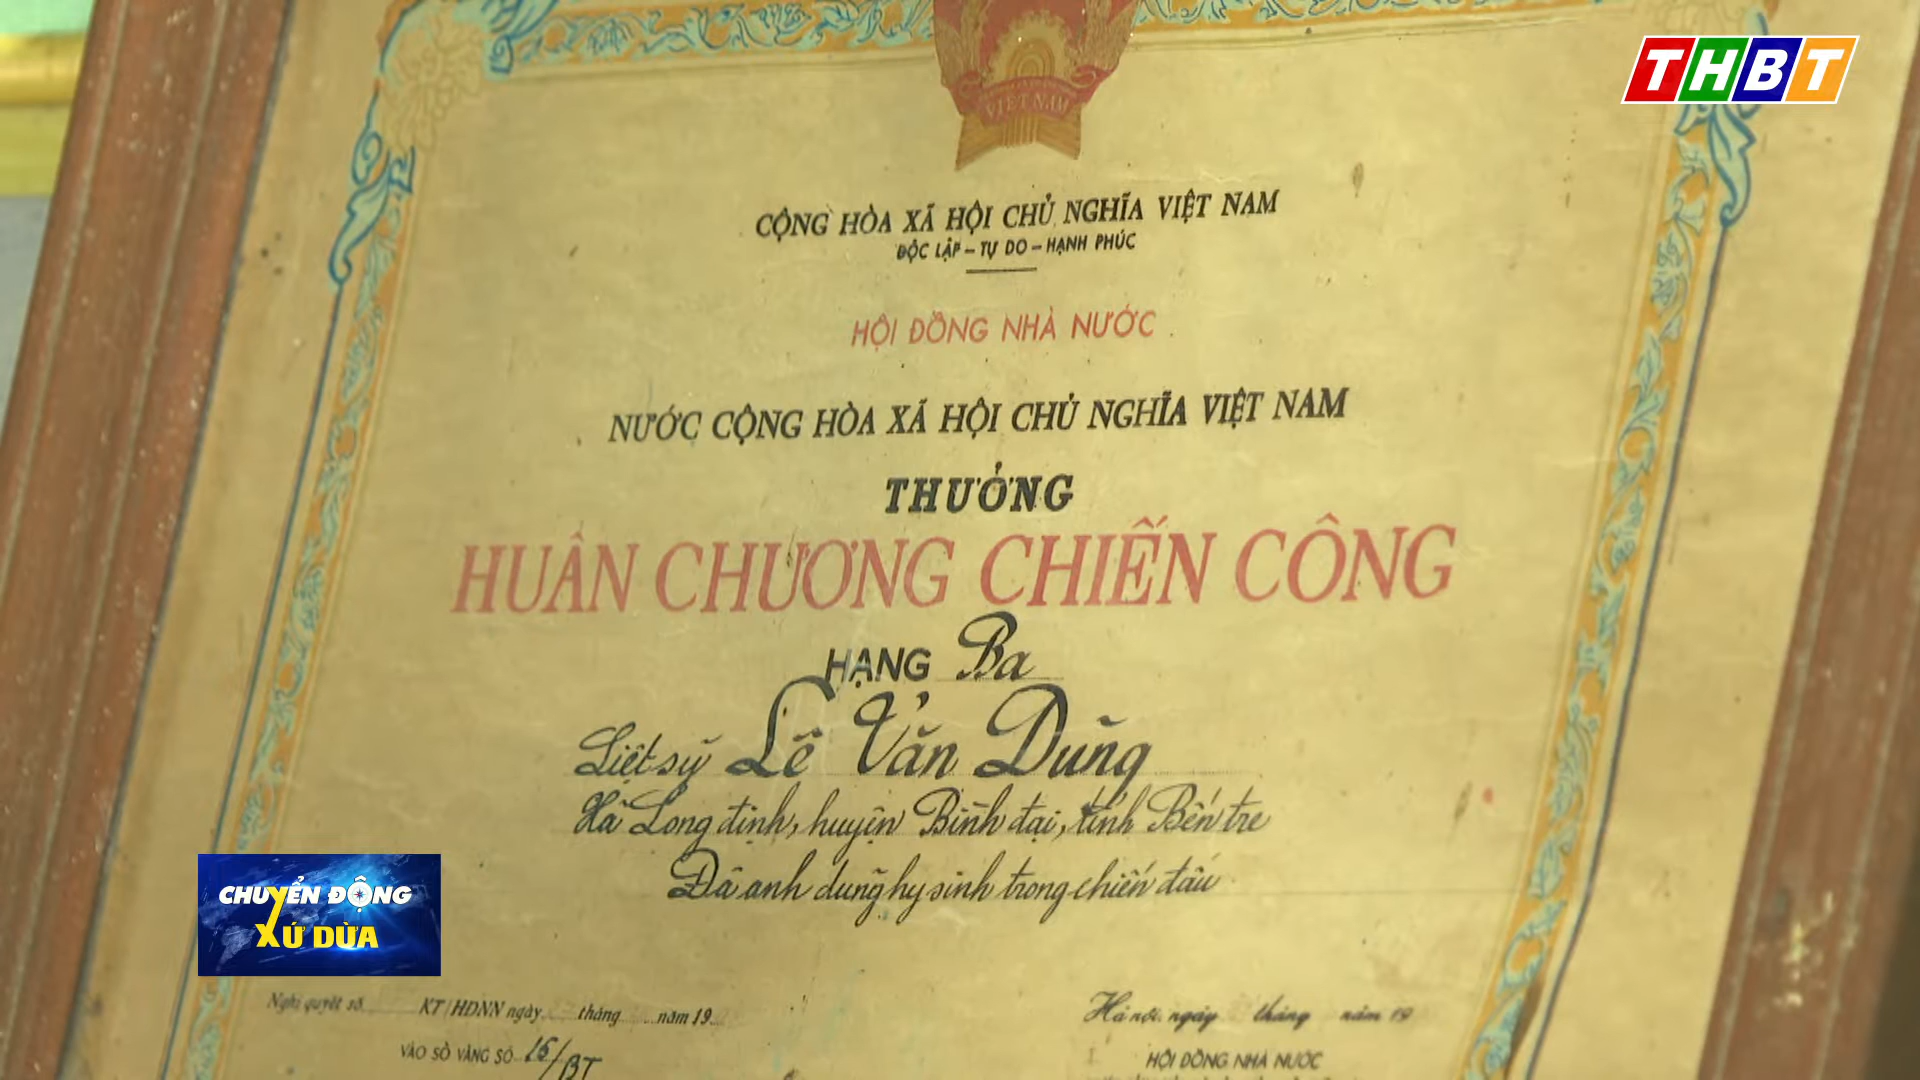 THBT
VIỆT NAM
CỘNG HÒA XÃ HỘI CHỦ NGHĨA VIỆT NAM
ĐỘC LẬP - TỰ DO - HẠNH PHÚC
HỘI ĐỒNG NHÀ NƯỚC
NƯỚC CỘNG HÒA XÃ HỘI CHỦ NGHĨA VIỆT NAM
THƯỞNG
HUÂN CHƯƠNG CHIẾN CÔNG
HẠNG Ba
Liệt sỹ Lê Văn Dũng
Xã Long định, huyện Bình đại, tỉnh Bến tre
Đã anh dũng hy sinh trong chiến đấu
CHUYỂN ĐỘNG
XỨ DỪA
Nghị quyết số KT/HĐNN ngày tháng năm 19
Hà nội, ngày tháng năm 19
VÀO SỔ VÀNG SỐ 15/BT
HỘI ĐỒNG NHÀ NƯỚC